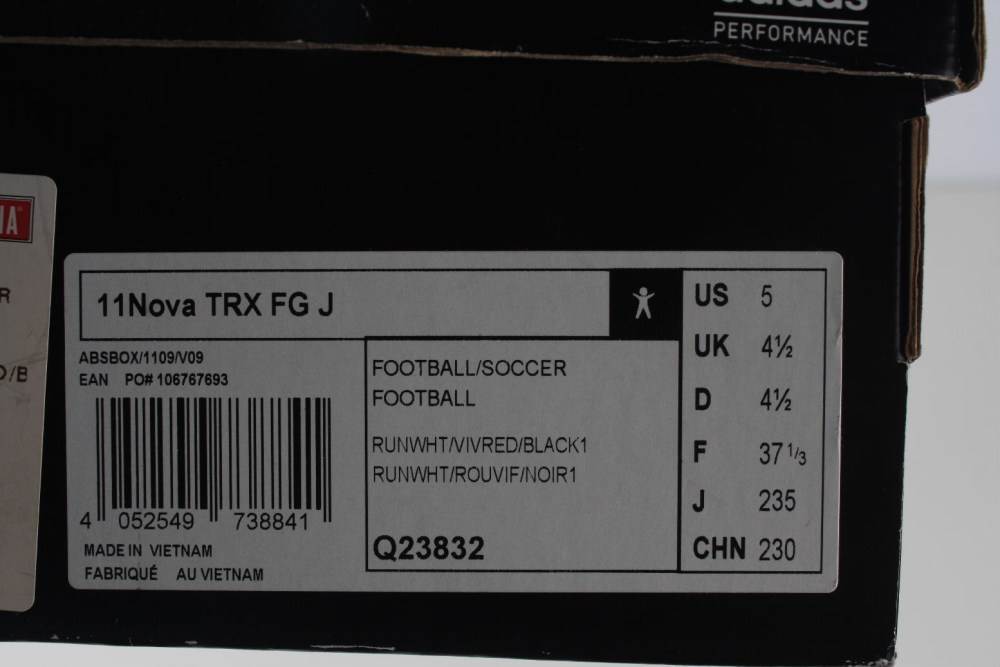 adidas
PERFORMANCE
IA
R
D/B
11Nova TRX FG J
ABSBOX/1109/V09
EAN PO# 106767693
4 052549 738841
MADE IN VIETNAM
FABRIQUÉ AU VIETNAM
FOOTBALL/SOCCER
FOOTBALL
RUNWHT/VIVRED/BLACK1
RUNWHT/ROUVIF/NOIR1
Q23832
US 5
UK 4½
D 4½
F 37 1/3
J 235
CHN 230